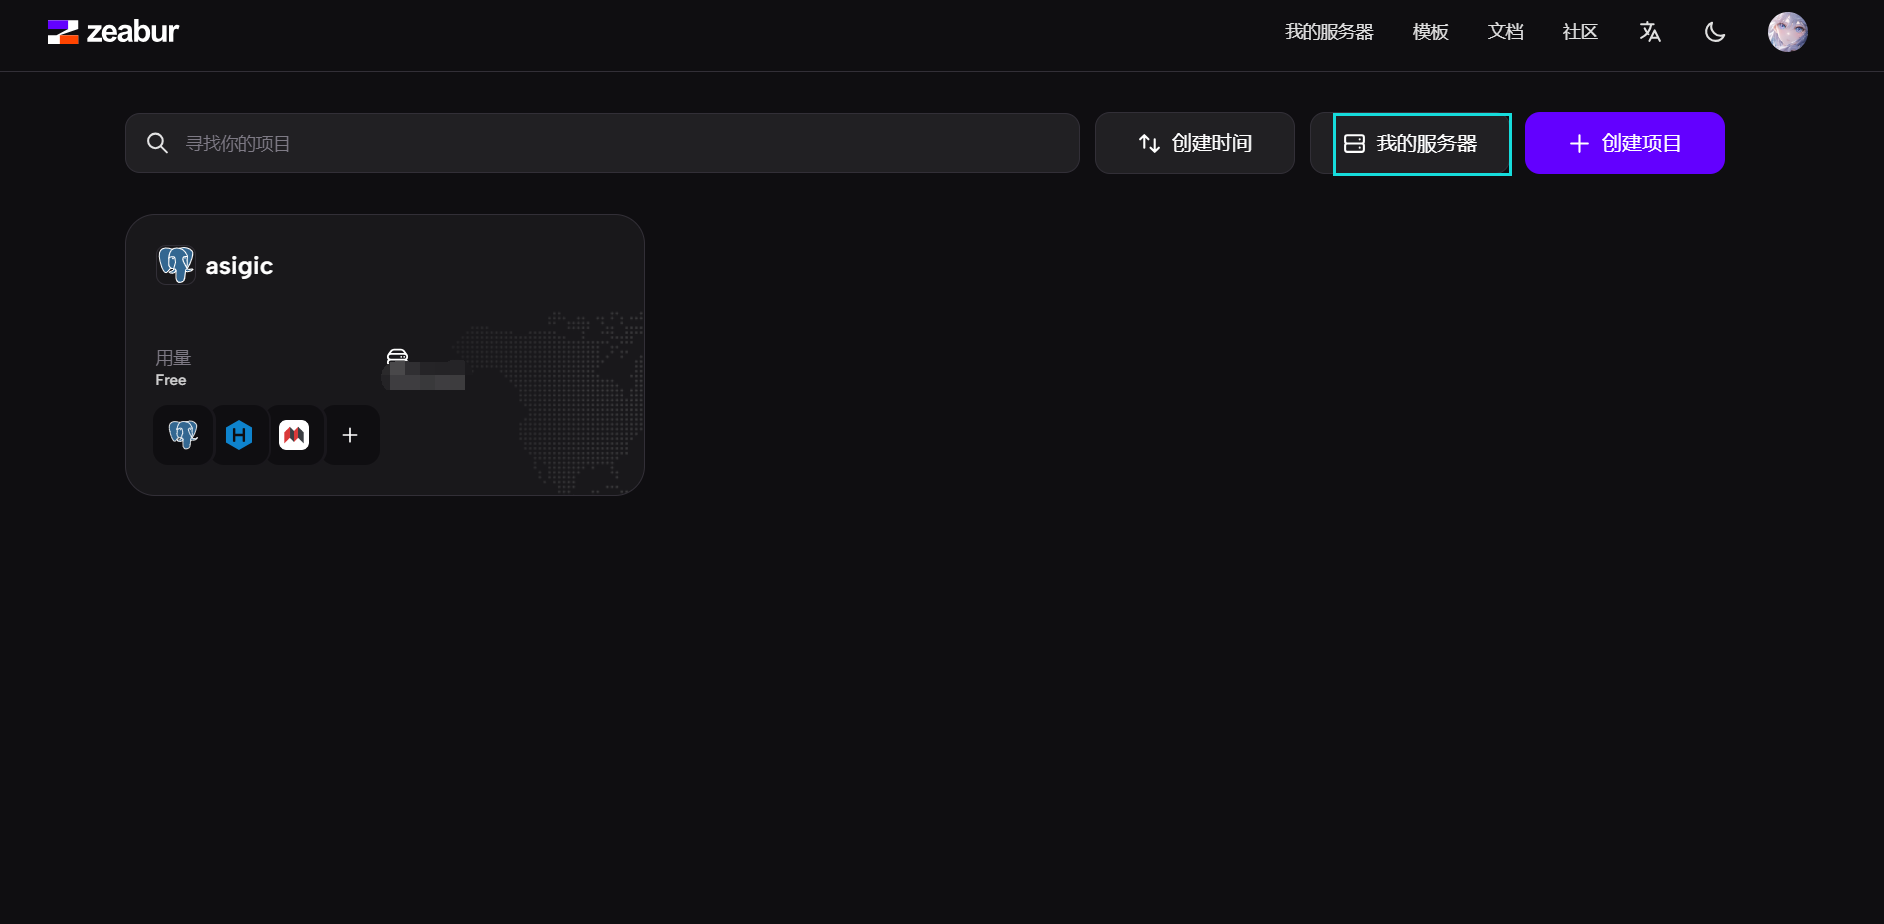 zeabur
我的服务器
模板
文档
社区
寻找你的项目
创建时间
我的服务器
创建项目
asigic
用量
Free